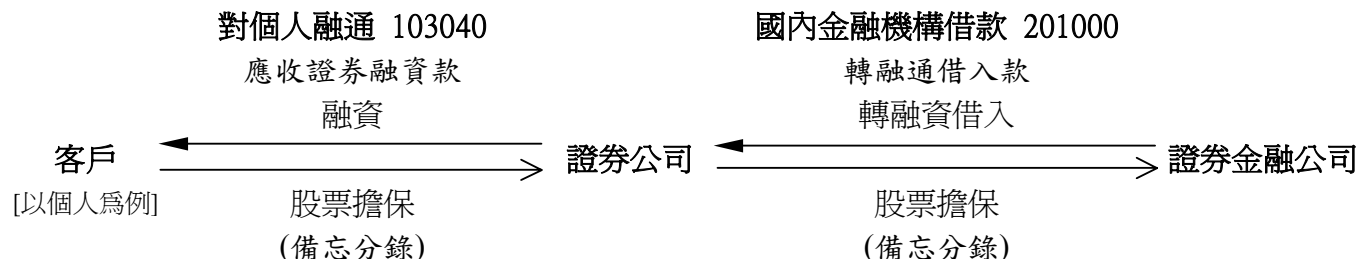 對個人融通 103040 國內金融機構借款 201000
應收證券融資款 轉融通借入款
融資 轉融資借入
客戶 證券公司 證券金融公司
[以個人爲例] 股票擔保 股票擔保
(備忘分錄) (備忘分錄)